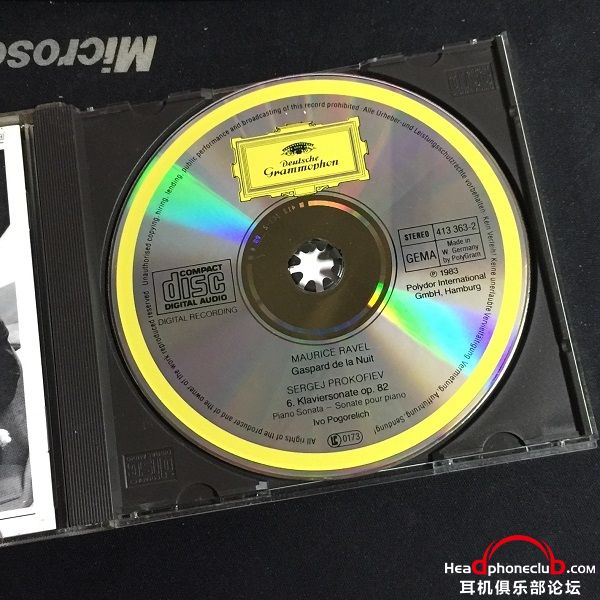 Microso
Deutsche
Grammophon
Unauthorised copying, hiring, lending, public performance and broadcasting of this record prohibited · Alle Urheber- und Leistungsschutzrechte vorbehalten · Kein Verleih! Keine unerlaubte Vervielfältigung, Vermietung, Aufführung, Sendung!
All rights of the producer and of the owner of the work reproduced reserved
STEREO
413 363-2
GEMA
Made in
W. Germany
by PolyGram
℗ 1983
Polydor International
GmbH, Hamburg
COMPACT
disc
DIGITAL AUDIO
DIGITAL RECORDING
MAURICE RAVEL
Gaspard de la Nuit
SERGEJ PROKOFIEV
6. Klaviersonate op. 82
Piano Sonata – Sonate pour piano
Ivo Pogorelich
LC 0173
Headphoneclub.com
耳机俱乐部论坛